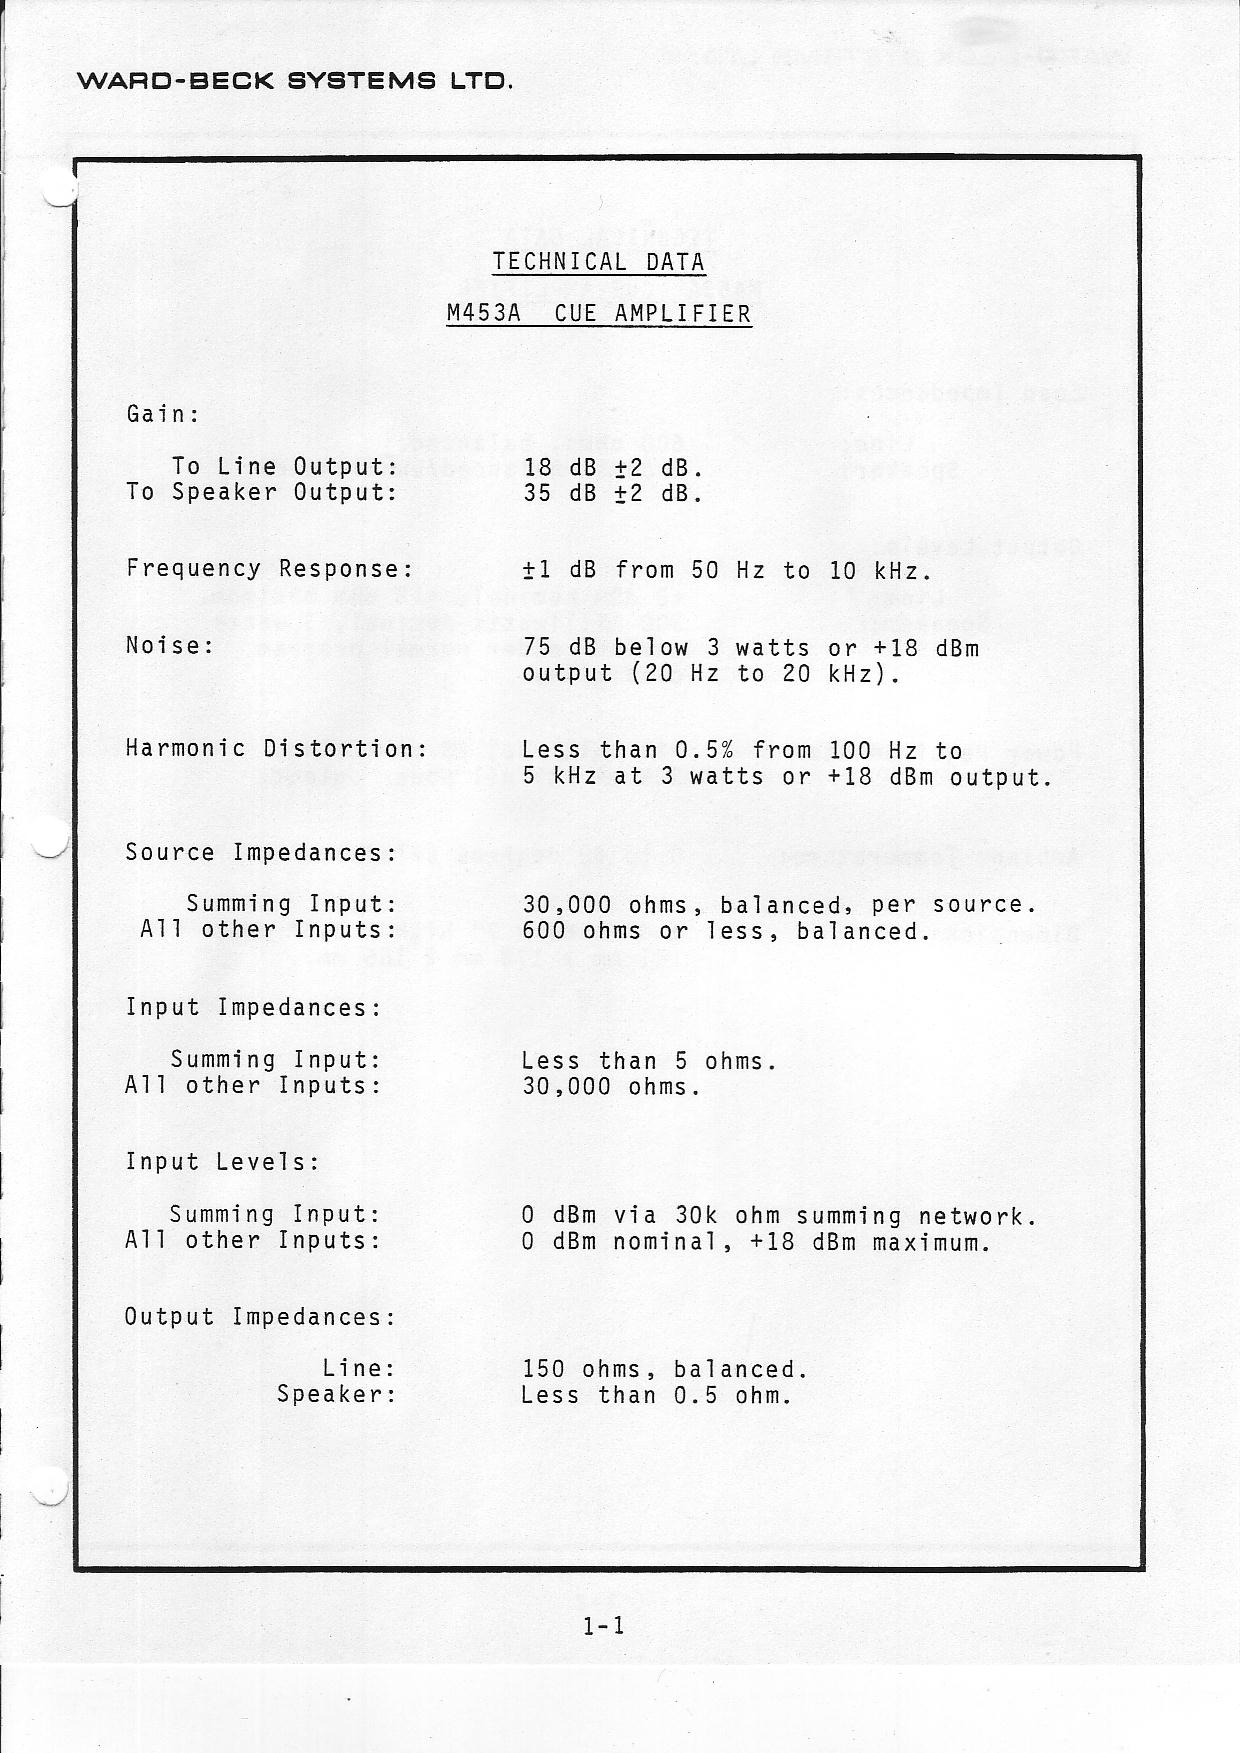 WARD-BECK SYSTEMS LTD.
TECHNICAL DATA
M453A CUE AMPLIFIER
Gain:
To Line Output: 18 dB ±2 dB.
To Speaker Output: 35 dB ±2 dB.
Frequency Response: ±1 dB from 50 Hz to 10 kHz.
Noise: 75 dB below 3 watts or +18 dBm
output (20 Hz to 20 kHz).
Harmonic Distortion: Less than 0.5% from 100 Hz to
5 kHz at 3 watts or +18 dBm output.
Source Impedances:
Summing Input: 30,000 ohms, balanced, per source.
All other Inputs: 600 ohms or less, balanced.
Input Impedances:
Summing Input: Less than 5 ohms.
All other Inputs: 30,000 ohms.
Input Levels:
Summing Input: 0 dBm via 30k ohm summing network.
All other Inputs: 0 dBm nominal, +18 dBm maximum.
Output Impedances:
Line: 150 ohms, balanced.
Speaker: Less than 0.5 ohm.
1-1